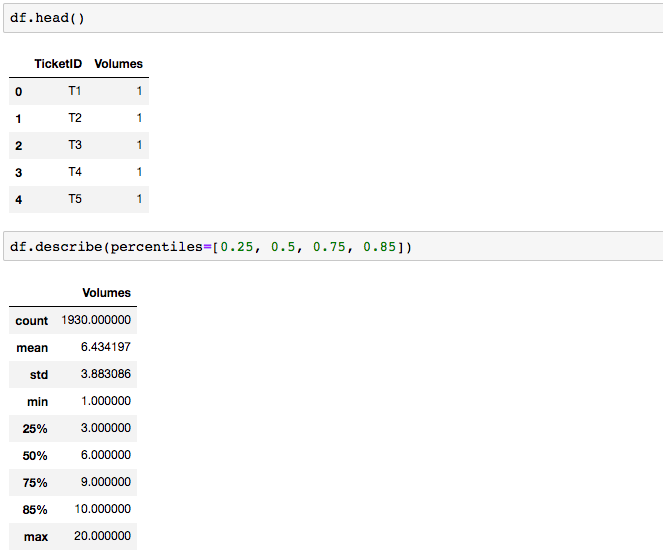 df.head()
TicketID Volumes
0 T1 1
1 T2 1
2 T3 1
3 T4 1
4 T5 1
df.describe(percentiles=[0.25, 0.5, 0.75, 0.85])
Volumes
count 1930.000000
mean 6.434197
std 3.883086
min 1.000000
25% 3.000000
50% 6.000000
75% 9.000000
85% 10.000000
max 20.000000